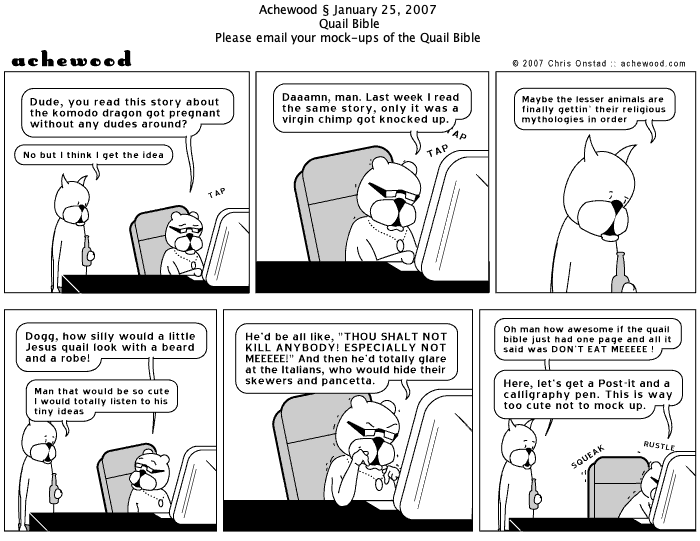 Achewood § January 25, 2007
Quail Bible
Please email your mock-ups of the Quail Bible
achewood
© 2007 Chris Onstad :: achewood.com
Dude, you read this story about
the komodo dragon got pregnant
without any dudes around?
No but I think I get the idea
TAP
Daaamn, man. Last week I read
the same story, only it was a
virgin chimp got knocked up.
TAP
TAP
Maybe the lesser animals are
finally gettin' their religious
mythologies in order
Dogg, how silly would a little
Jesus quail look with a beard
and a robe!
Man that would be so cute
I would totally listen to his
tiny ideas
He'd be all like, "THOU SHALT NOT
KILL ANYBODY! ESPECIALLY NOT
MEEEEE!" And then he'd totally glare
at the Italians, who would hide their
skewers and pancetta.
Oh man how awesome if the quail
bible just had one page and all it
said was DON'T EAT MEEEEE !
Here, let's get a Post-it and a
calligraphy pen. This is way
too cute not to mock up.
SQUEAK
RUSTLE